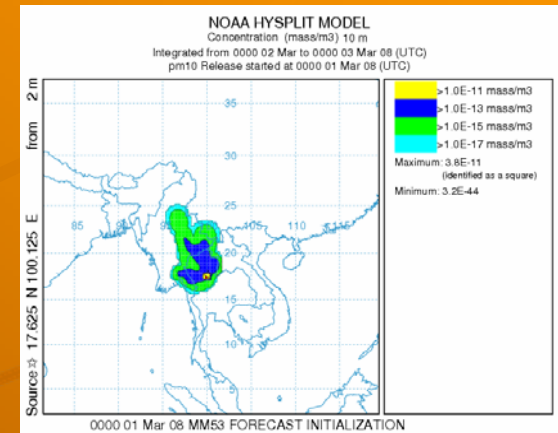 NOAA HYSPLIT MODEL
Concentration (mass/m3) 10 m
Integrated from 0000 02 Mar to 0000 03 Mar 08 (UTC)
pm10 Release started at 0000 01 Mar 08 (UTC)
Source ☆ 17.625 N 100.125 E from 2 m
35
30
25
85
95
105
110
115
20
15
10
5
>1.0E-11 mass/m3
>1.0E-13 mass/m3
>1.0E-15 mass/m3
>1.0E-17 mass/m3
Maximum: 3.8E-11
(identified as a square)
Minimum: 3.2E-44
0000 01 Mar 08 MM53 FORECAST INITIALIZATION